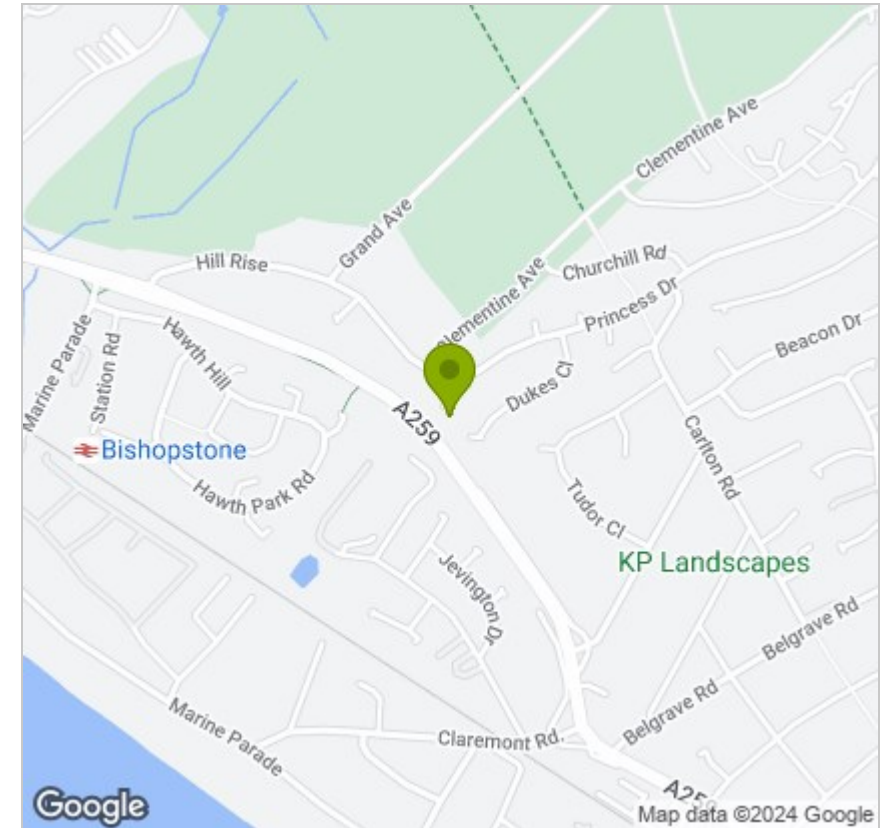 Clementine Ave
Grand Ave
Hill Rise
Churchill Rd
Clementine Ave
Princess Dr
Marine Parade
Station Rd
Hawth Hill
Beacon Dr
Dukes Cl
A259
Bishopstone
Carlton Rd
Hawth Park Rd
Tudor Cl
KP Landscapes
Jevington Dr
Belgrave Rd
Belgrave Rd
Marine Parade
Claremont Rd.
A259
Google
Map data ©2024 Google